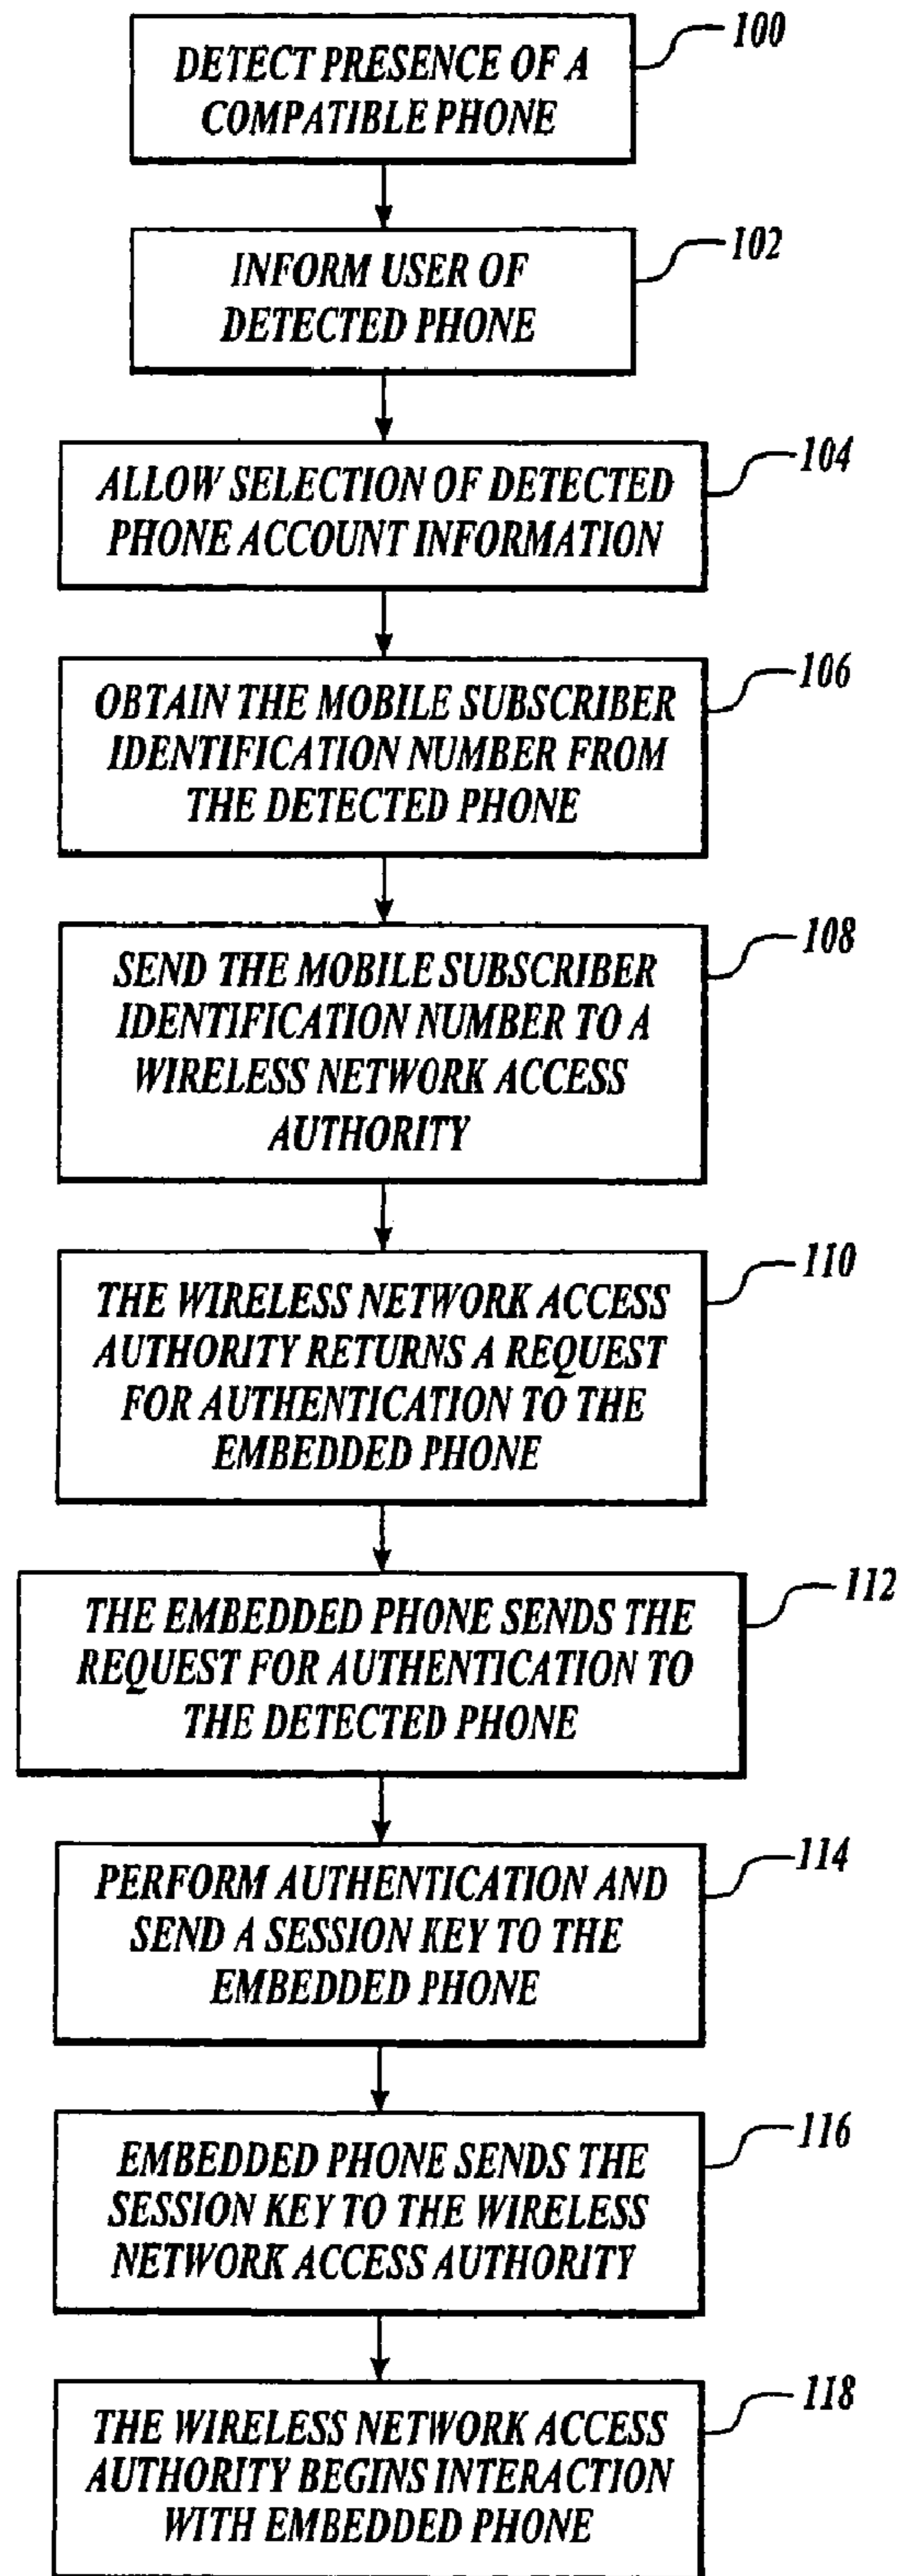 100
DETECT PRESENCE OF A
COMPATIBLE PHONE
102
INFORM USER OF
DETECTED PHONE
104
ALLOW SELECTION OF DETECTED
PHONE ACCOUNT INFORMATION
106
OBTAIN THE MOBILE SUBSCRIBER
IDENTIFICATION NUMBER FROM
THE DETECTED PHONE
108
SEND THE MOBILE SUBSCRIBER
IDENTIFICATION NUMBER TO A
WIRELESS NETWORK ACCESS
AUTHORITY
110
THE WIRELESS NETWORK ACCESS
AUTHORITY RETURNS A REQUEST
FOR AUTHENTICATION TO THE
EMBEDDED PHONE
112
THE EMBEDDED PHONE SENDS THE
REQUEST FOR AUTHENTICATION TO
THE DETECTED PHONE
114
PERFORM AUTHENTICATION AND
SEND A SESSION KEY TO THE
EMBEDDED PHONE
116
EMBEDDED PHONE SENDS THE
SESSION KEY TO THE WIRELESS
NETWORK ACCESS AUTHORITY
118
THE WIRELESS NETWORK ACCESS
AUTHORITY BEGINS INTERACTION
WITH EMBEDDED PHONE